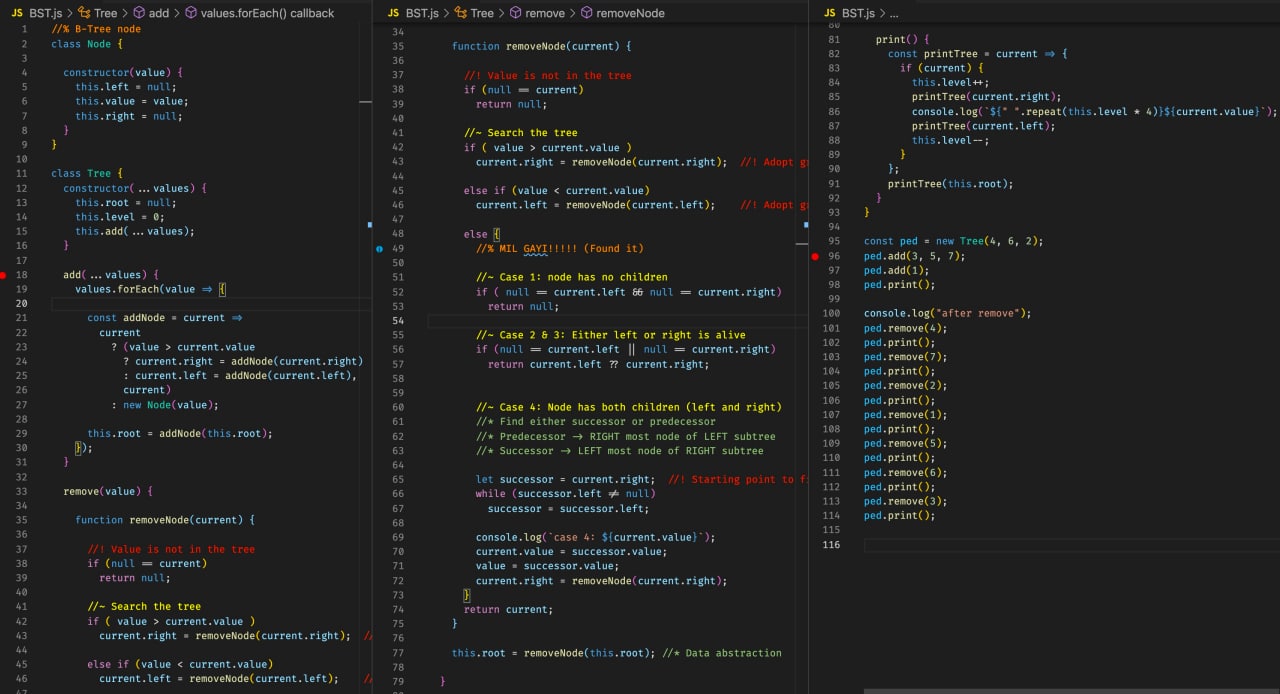 JS BST.js > Tree > add > values.forEach() callback
1 //% B-Tree node
2 class Node {
3
4 constructor(value) {
5 this.left = null;
6 this.value = value;
7 this.right = null;
8 }
9 }
10
11 class Tree {
12 constructor(...values) {
13 this.root = null;
14 this.level = 0;
15 this.add(...values);
16 }
17
18 add(...values) {
19 values.forEach(value => {
20
21 const addNode = current =>
22 current
23 ? (value > current.value
24 ? current.right = addNode(current.right)
25 : current.left = addNode(current.left),
26 current)
27 : new Node(value);
28
29 this.root = addNode(this.root);
30 });
31 }
32
33 remove(value) {
34
35 function removeNode(current) {
36
37 //! Value is not in the tree
38 if (null == current)
39 return null;
40
41 //~ Search the tree
42 if ( value > current.value )
43 current.right = removeNode(current.right); //
44
45 else if (value < current.value)
46 current.left = removeNode(current.left); //
47
JS BST.js > Tree > remove > removeNode
34
35 function removeNode(current) {
36
37 //! Value is not in the tree
38 if (null == current)
39 return null;
40
41 //~ Search the tree
42 if ( value > current.value )
43 current.right = removeNode(current.right); //! Adopt g
44
45 else if (value < current.value)
46 current.left = removeNode(current.left); //! Adopt g
47
48 else {
49 //% MIL GAYI!!!!! (Found it)
50
51 //~ Case 1: node has no children
52 if ( null == current.left && null == current.right)
53 return null;
54
55 //~ Case 2 & 3: Either left or right is alive
56 if (null == current.left || null == current.right)
57 return current.left ?? current.right;
58
59
60 //~ Case 4: Node has both children (left and right)
61 //* Find either successor or predecessor
62 //* Predecessor -> RIGHT most node of LEFT subtree
63 //* Successor -> LEFT most node of RIGHT subtree
64
65 let successor = current.right; //! Starting point to f
66 while (successor.left != null)
67 successor = successor.left;
68
69 console.log(`case 4: ${current.value}`);
70 current.value = successor.value;
71 value = successor.value;
72 current.right = removeNode(current.right);
73 }
74 return current;
75 }
76
77 this.root = removeNode(this.root); //* Data abstraction
78
79 }
JS BST.js > ...
80
81 print() {
82 const printTree = current => {
83 if (current) {
84 this.level++;
85 printTree(current.right);
86 console.log(`${" ".repeat(this.level * 4)}${current.value}`);
87 printTree(current.left);
88 this.level--;
89 }
90 };
91 printTree(this.root);
92 }
93 }
94
95 const ped = new Tree(4, 6, 2);
96 ped.add(3, 5, 7);
97 ped.add(1);
98 ped.print();
99
100 console.log("after remove");
101 ped.remove(4);
102 ped.print();
103 ped.remove(7);
104 ped.print();
105 ped.remove(2);
106 ped.print();
107 ped.remove(1);
108 ped.print();
109 ped.remove(5);
110 ped.print();
111 ped.remove(6);
112 ped.print();
113 ped.remove(3);
114 ped.print();
115
116